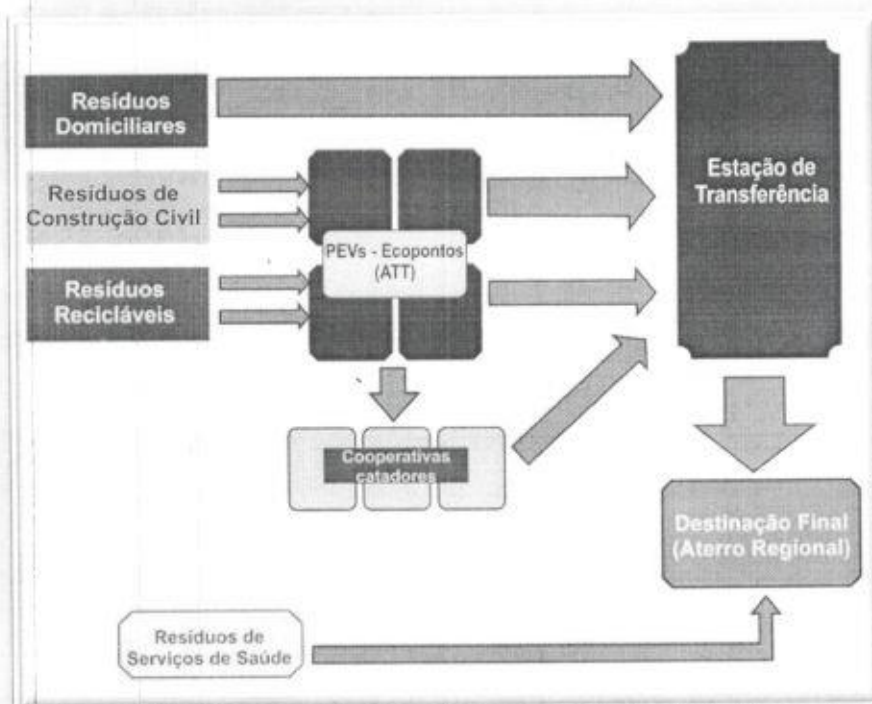 Resíduos
Domiciliares
Estação de
Transferência
Resíduos de
Construção Civil
PEVs - Ecopontos
(ATT)
Resíduos
Recicláveis
Cooperativas
catadores
Destinação Final
(Aterro Regional)
Resíduos de
Serviços de Saúde